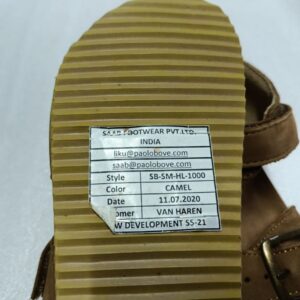 SAAB FOOTWEAR PVT.LTD.
INDIA
liku@paolobove.com
saab@paolobove.com
Style SB-SM-HL-1000
Color CAMEL
Date 11.07.2020
omer VAN HAREN
W DEVELOPMENT SS-21